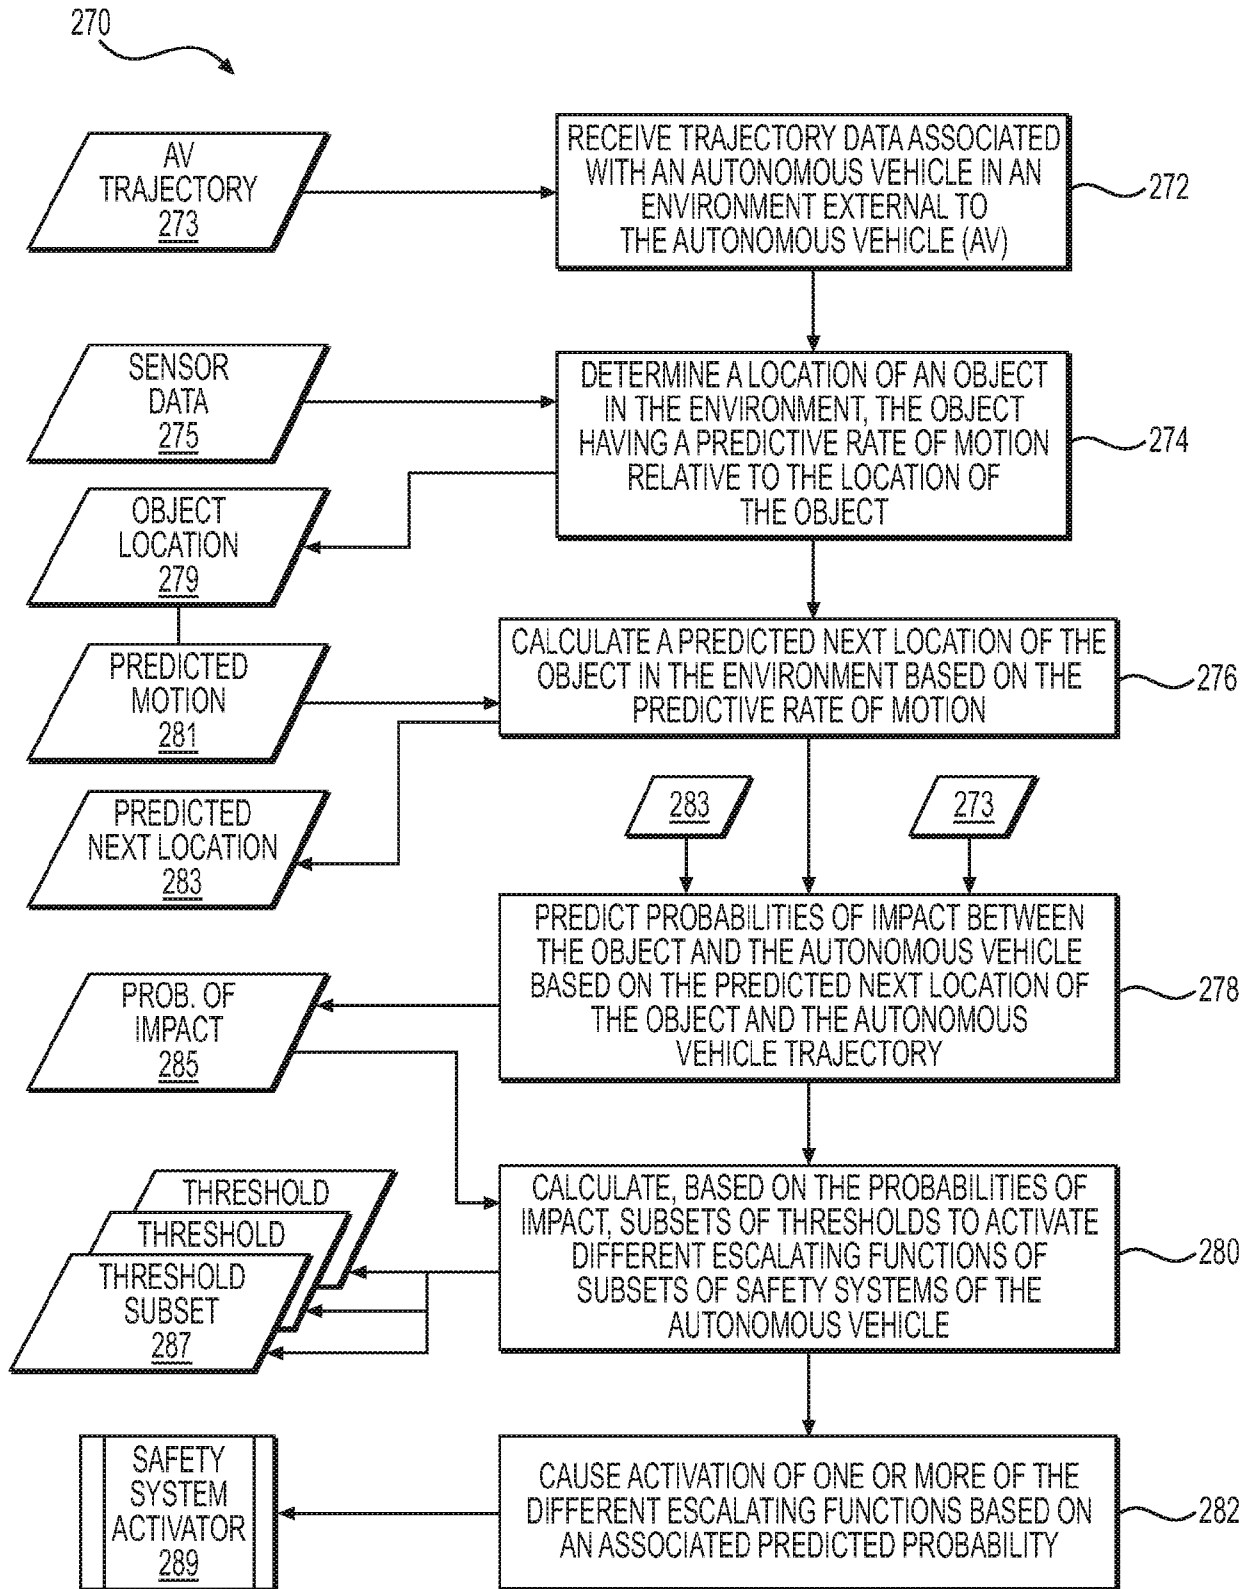 270
AV
TRAJECTORY
273
RECEIVE TRAJECTORY DATA ASSOCIATED
WITH AN AUTONOMOUS VEHICLE IN AN
ENVIRONMENT EXTERNAL TO
THE AUTONOMOUS VEHICLE (AV)
272
SENSOR
DATA
275
DETERMINE A LOCATION OF AN OBJECT
IN THE ENVIRONMENT, THE OBJECT
HAVING A PREDICTIVE RATE OF MOTION
RELATIVE TO THE LOCATION OF
THE OBJECT
274
OBJECT
LOCATION
279
PREDICTED
MOTION
281
CALCULATE A PREDICTED NEXT LOCATION OF THE
OBJECT IN THE ENVIRONMENT BASED ON THE
PREDICTIVE RATE OF MOTION
276
PREDICTED
NEXT LOCATION
283
283
273
PREDICT PROBABILITIES OF IMPACT BETWEEN
THE OBJECT AND THE AUTONOMOUS VEHICLE
BASED ON THE PREDICTED NEXT LOCATION OF
THE OBJECT AND THE AUTONOMOUS
VEHICLE TRAJECTORY
278
PROB. OF
IMPACT
285
THRESHOLD
THRESHOLD
THRESHOLD
SUBSET
287
CALCULATE, BASED ON THE PROBABILITIES OF
IMPACT, SUBSETS OF THRESHOLDS TO ACTIVATE
DIFFERENT ESCALATING FUNCTIONS OF
SUBSETS OF SAFETY SYSTEMS OF THE
AUTONOMOUS VEHICLE
280
SAFETY
SYSTEM
ACTIVATOR
289
CAUSE ACTIVATION OF ONE OR MORE OF THE
DIFFERENT ESCALATING FUNCTIONS BASED ON
AN ASSOCIATED PREDICTED PROBABILITY
282